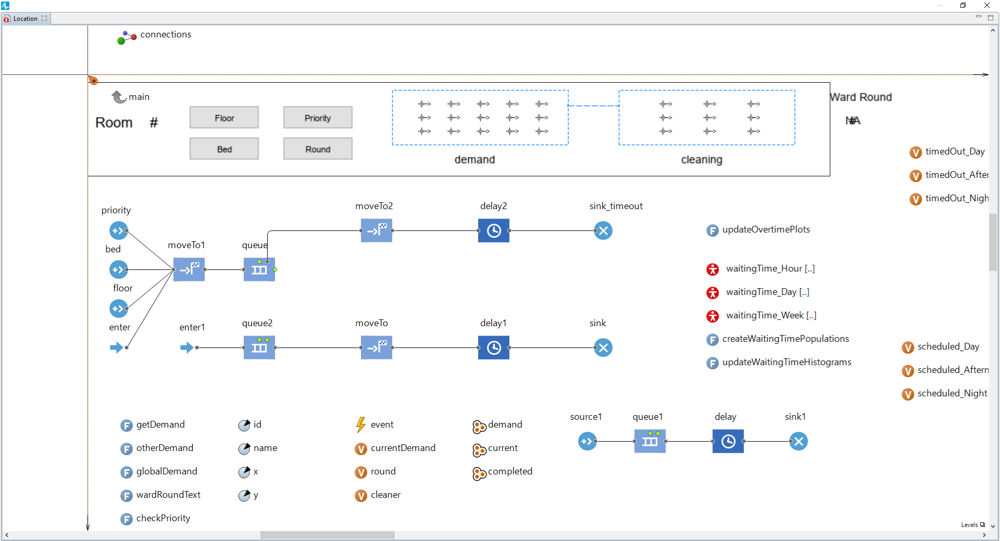 Location
connections
main
Room #
Floor
Priority
Bed
Round
demand
cleaning
Ward Round
timedOut_Day
timedOut_After
timedOut_Nigh
priority
bed
floor
enter
moveTo1
queue
moveTo2
delay2
sink_timeout
enter1
queue2
moveTo
delay1
sink
updateOvertimePlots
waitingTime_Hour [..]
waitingTime_Day [..]
waitingTime_Week [..]
createWaitingTimePopulations
updateWaitingTimeHistograms
scheduled_Day
scheduled_Aftern
scheduled_Night
source1
queue1
delay
sink1
F getDemand
F otherDemand
F globalDemand
F wardRoundText
F checkPriority
id
name
x
y
event
V currentDemand
V round
V cleaner
demand
current
completed
Levels